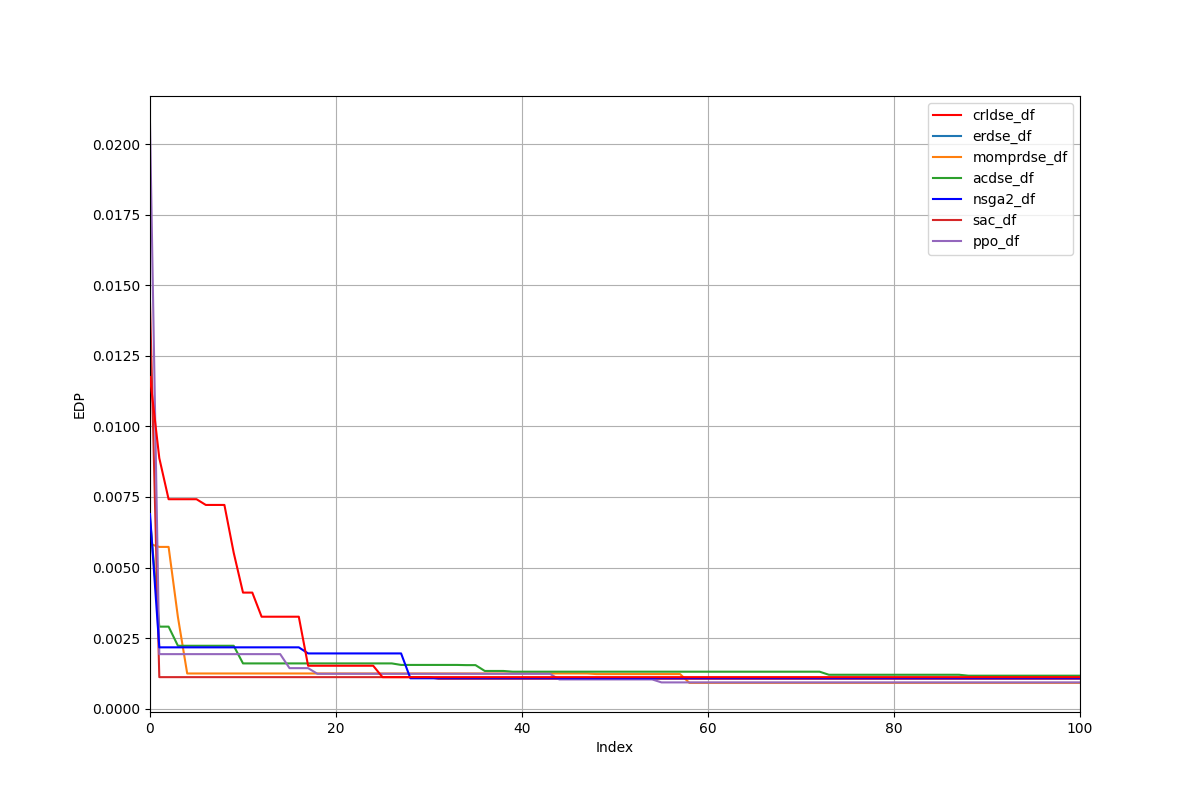 crldse_df
erdse_df
momprdse_df
acdse_df
nsga2_df
sac_df
ppo_df
0.0200
0.0175
0.0150
0.0125
0.0100
0.0075
0.0050
0.0025
0.0000
EDP
0 20 40 60 80 100
Index